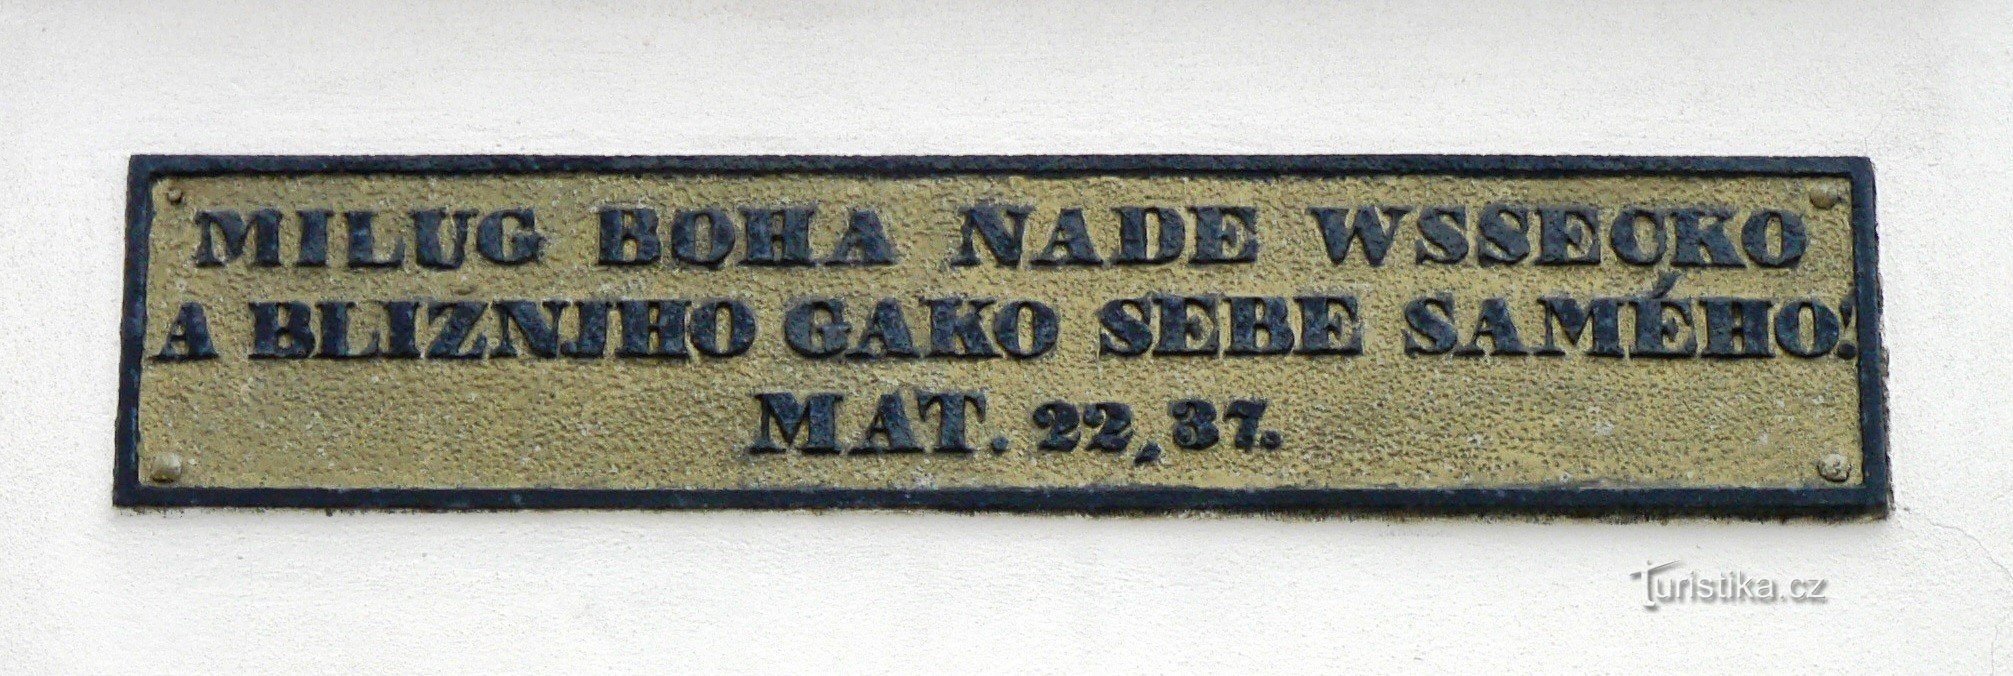 MILUG BOHA NADE WSSECKO
A BLIZNJHO GAKO SEBE SAMÉHO!
MAT. 22, 37.
Turistika.cz